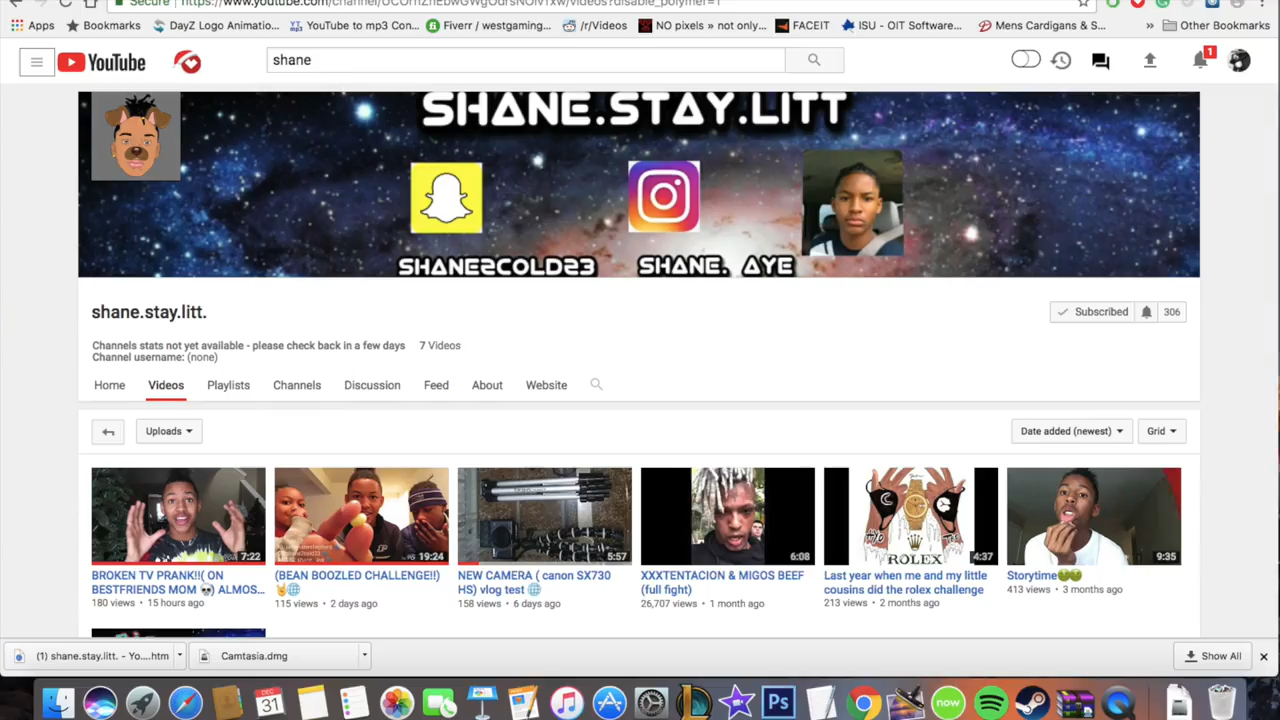 Secure
Apps
Bookmarks
DayZ Logo Animatio...
YouTube to mp3 Con...
Fiverr / westgaming...
/r/Videos
NO pixels » not only...
FACEIT
ISU - OIT Software...
Mens Cardigans & S...
»
Other Bookmarks
YouTube
shane
1
SHANE.STAY.LITT
SHANE2COLD23
SHANE. AYE
shane.stay.litt.
Subscribed
306
Channels stats not yet available - please check back in a few days 7 Videos
Channel username: (none)
Home Videos Playlists Channels Discussion Feed About Website
Uploads
Date added (newest)
Grid
7:22
19:24
5:57
6:08
ROLEX
4:37
9:35
BROKEN TV PRANK!!( ON
BESTFRIENDS MOM 💀) ALMOS...
180 views • 15 hours ago
(BEAN BOOZLED CHALLENGE!!)
🤘🌐
115 views • 2 days ago
NEW CAMERA ( canon SX730
HS) vlog test 🌐
158 views • 6 days ago
XXXTENTACION & MIGOS BEEF
(full fight)
26,707 views • 1 month ago
Last year when me and my little
cousins did the rolex challenge
213 views • 2 months ago
Storytime🤢🤢
413 views • 3 months ago
(1) shane.stay.litt. - Yo....htm
Camtasia.dmg
Show All
DEC
31
now
Ps